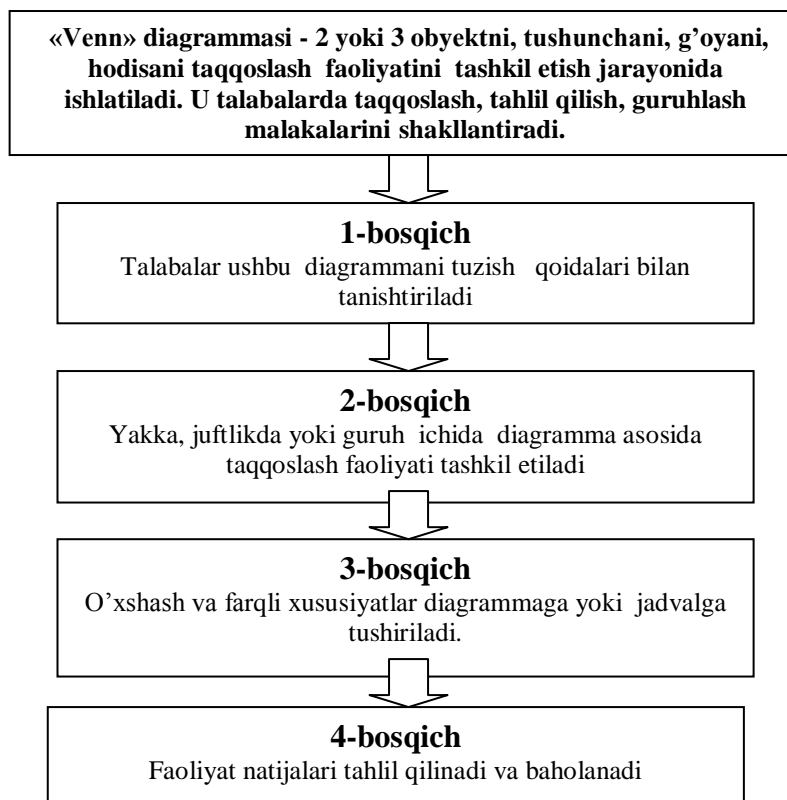 «Venn» diagrammasi - 2 yoki 3 obyektni, tushunchani, g’oyani,
hodisani taqqoslash faoliyatini tashkil etish jarayonida
ishlatiladi. U talabalarda taqqoslash, tahlil qilish, guruhlash
malakalarini shakllantiradi.
1-bosqich
Talabalar ushbu diagrammani tuzish qoidalari bilan
tanishtiriladi
2-bosqich
Yakka, juftlikda yoki guruh ichida diagramma asosida
taqqoslash faoliyati tashkil etiladi
3-bosqich
O’xshash va farqli xususiyatlar diagrammaga yoki jadvalga
tushiriladi.
4-bosqich
Faoliyat natijalari tahlil qilinadi va baholanadi